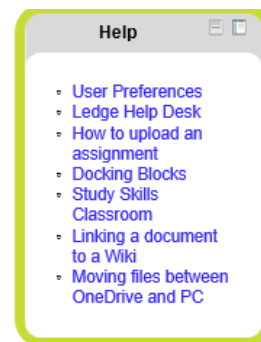 Help
User Preferences
Ledge Help Desk
How to upload an
assignment
Docking Blocks
Study Skills
Classroom
Linking a document
to a Wiki
Moving files between
OneDrive and PC